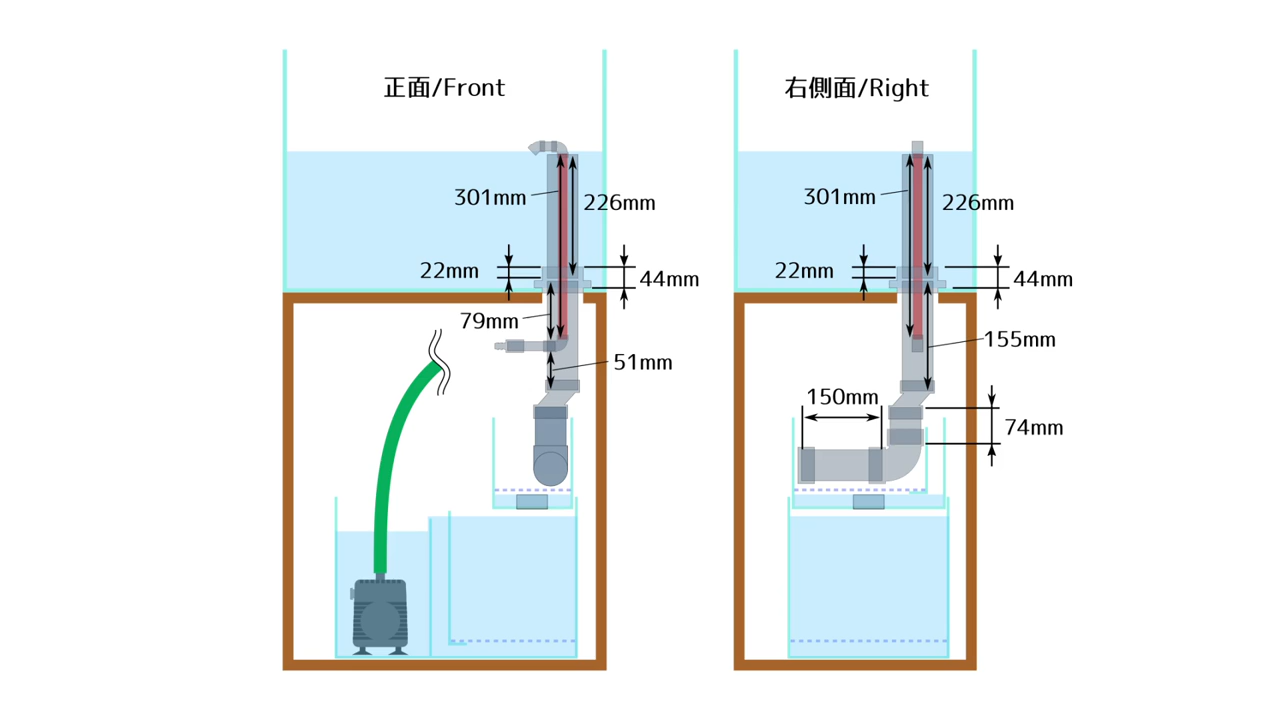 正面/Front
301mm
226mm
22mm
44mm
79mm
51mm
右側面/Right
301mm
226mm
22mm
44mm
155mm
150mm
74mm